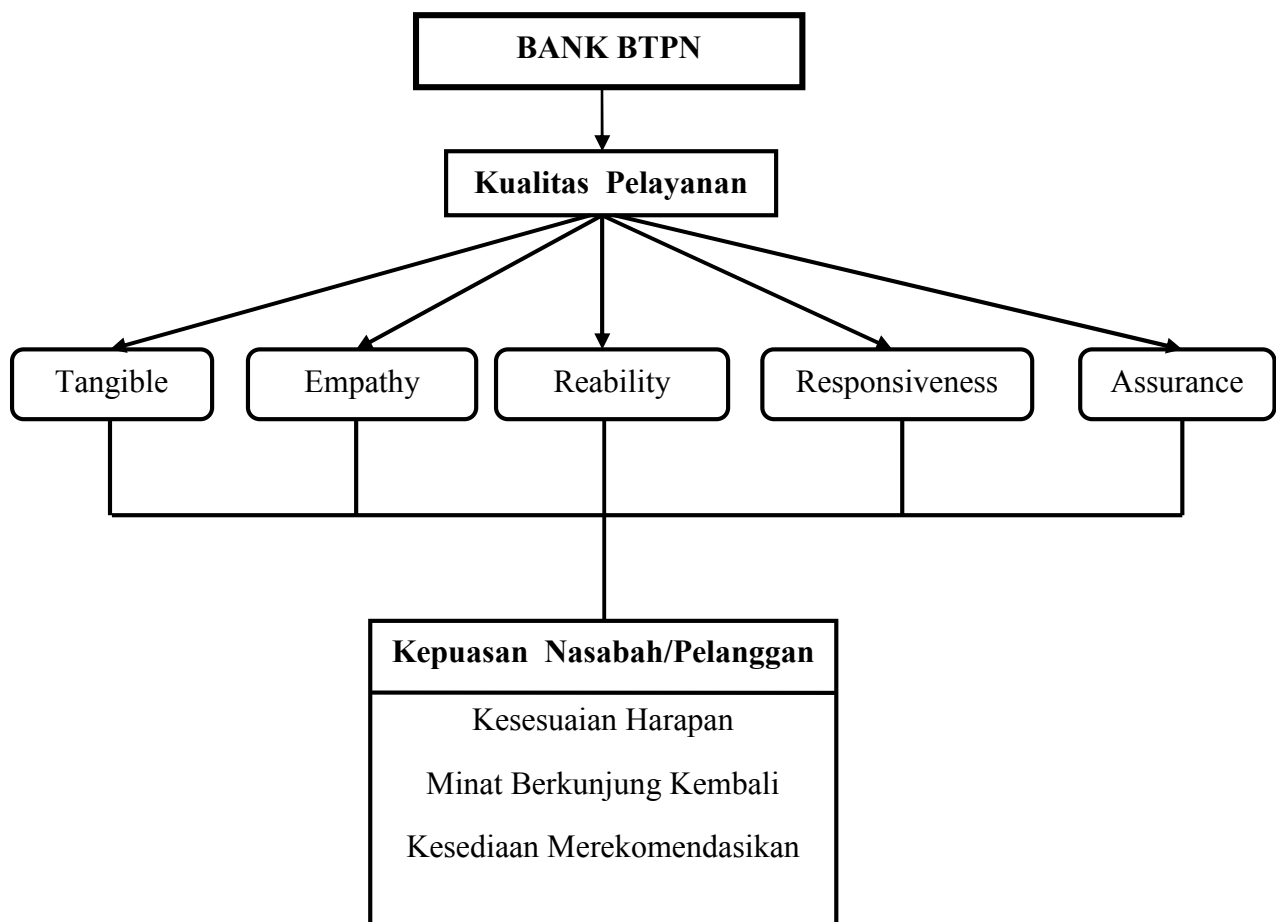 BANK BTPN
Kualitas Pelayanan
Tangible
Empathy
Reability
Responsiveness
Assurance
Kepuasan Nasabah/Pelanggan
Kesesuaian Harapan
Minat Berkunjung Kembali
Kesediaan Merekomendasikan